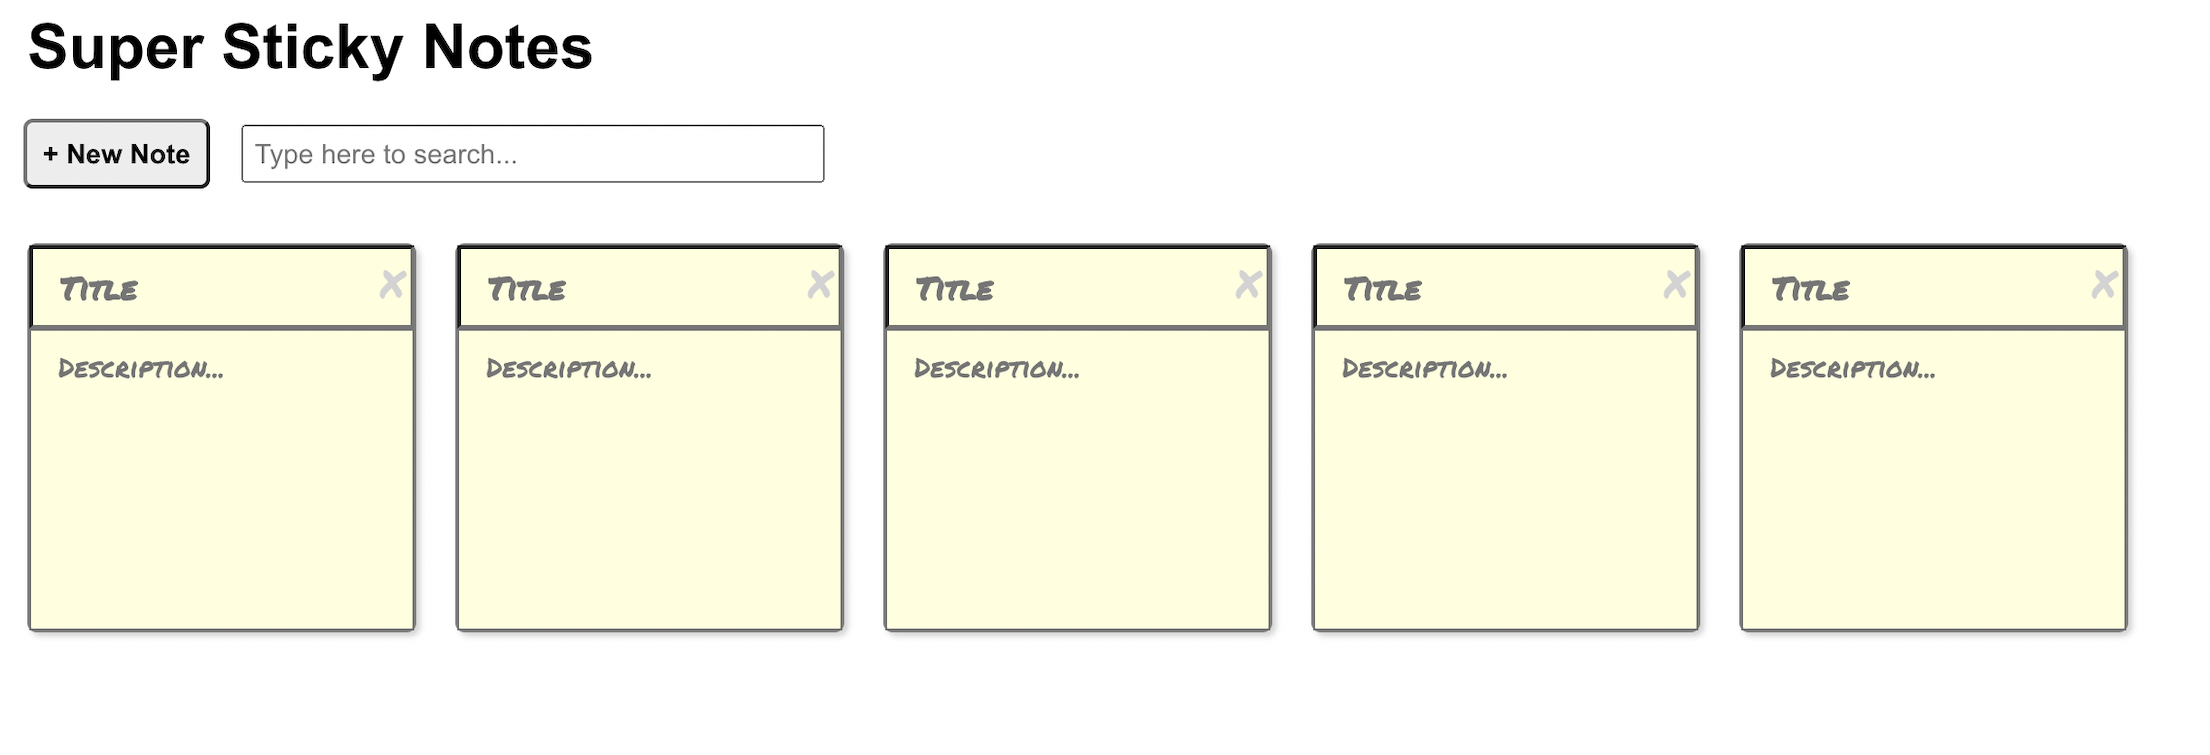 Super Sticky Notes
+ New Note
Type here to search...
Title ✘ Title ✘ Title ✘ Title ✘ Title ✘
Description... Description... Description... Description... Description...